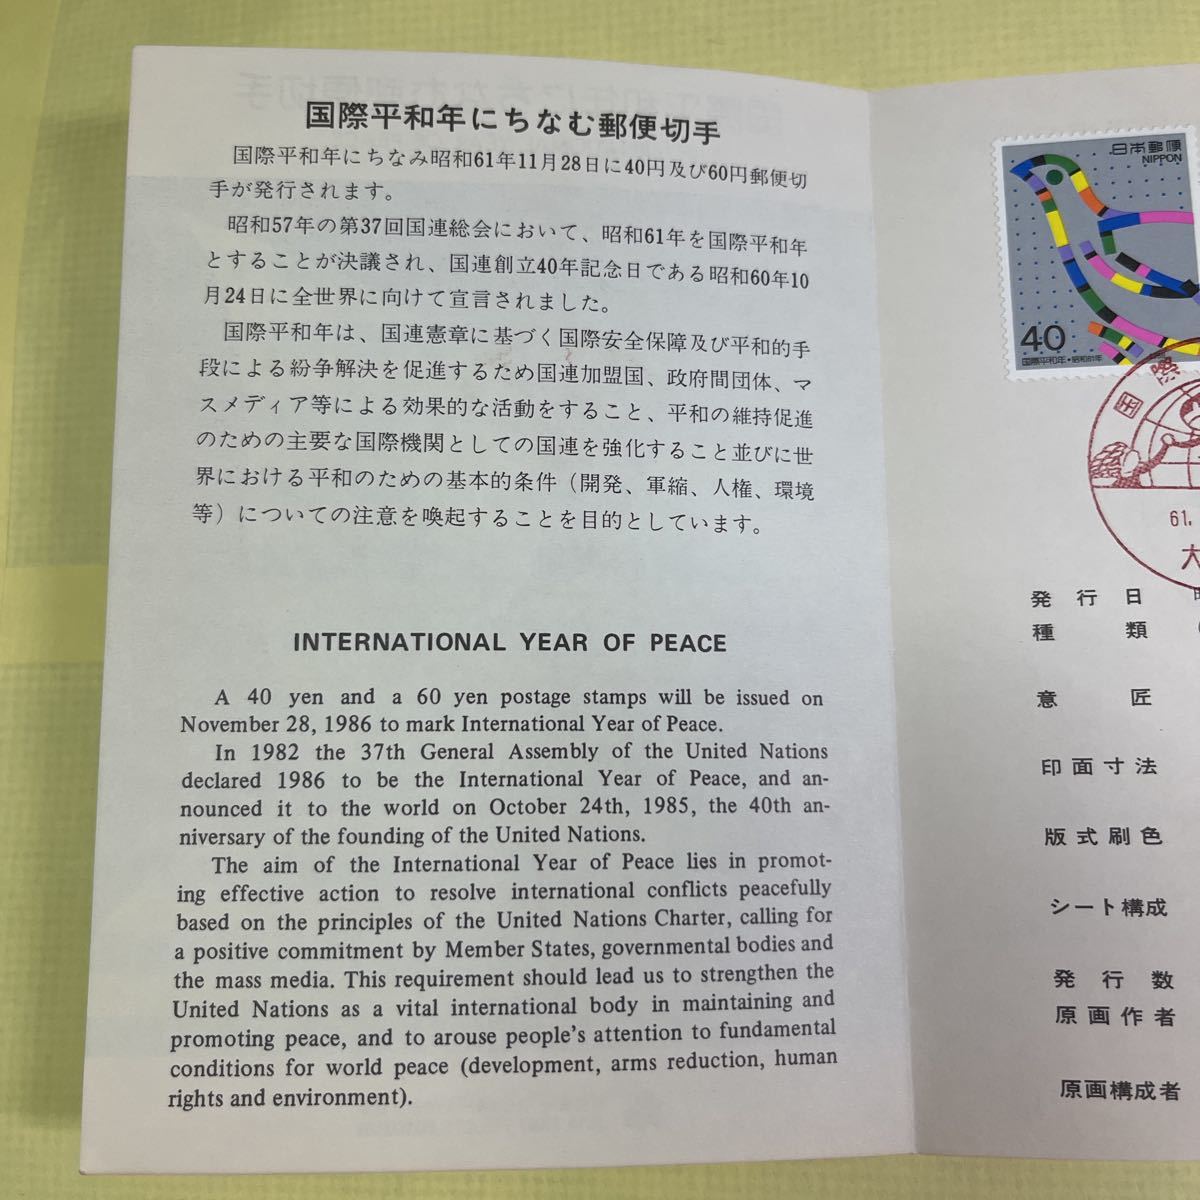 国際平和年にちなむ郵便切手
国際平和年にちなみ昭和61年11月28日に40円及び60円郵便切
手が発行されます。
昭和57年の第37回国連総会において、昭和61年を国際平和年
とすることが決議され、国連創立40年記念日である昭和60年10
月24日に全世界に向けて宣言されました。
国際平和年は、国連憲章に基づく国際安全保障及び平和的手
段による紛争解決を促進するため国連加盟国、政府間団体、マ
スメディア等による効果的な活動をすること、平和の維持促進
のための主要な国際機関としての国連を強化すること並びに世
界における平和のための基本的条件（開発、軍縮、人権、環境
等）についての注意を喚起することを目的としています。
INTERNATIONAL YEAR OF PEACE
A 40 yen and a 60 yen postage stamps will be issued on
November 28, 1986 to mark International Year of Peace.
In 1982 the 37th General Assembly of the United Nations
declared 1986 to be the International Year of Peace, and an-
nounced it to the world on October 24th, 1985, the 40th an-
niversary of the founding of the United Nations.
The aim of the International Year of Peace lies in promot-
ing effective action to resolve international conflicts peacefully
based on the principles of the United Nations Charter, calling for
a positive commitment by Member States, governmental bodies and
the mass media. This requirement should lead us to strengthen the
United Nations as a vital international body in maintaining and
promoting peace, and to arouse people's attention to fundamental
conditions for world peace (development, arms reduction, human
rights and environment).
日本郵便
NIPPON
40
国際平和年・昭和61年
国際
61.
大
発行日
種類
意匠
印面寸法
版式刷色
シート構成
発行数
原画作者
原画構成者